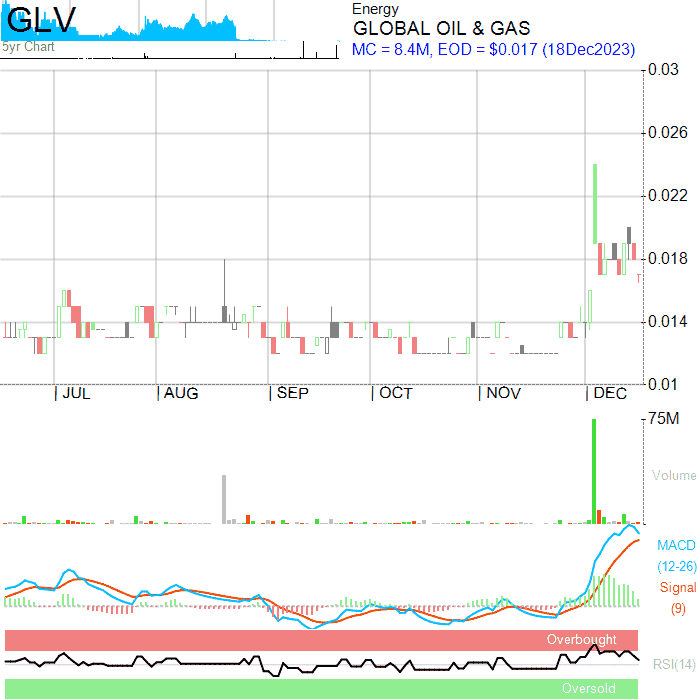 GLV
5yr Chart
Energy
GLOBAL OIL & GAS
MC = 8.4M, EOD = $0.017 (18Dec2023)
0.03
0.026
0.022
0.018
0.014
0.01
JUL AUG SEP OCT NOV DEC
75M
Volume
MACD
(12-26)
Signal
(9)
Overbought
RSI(14)
Oversold